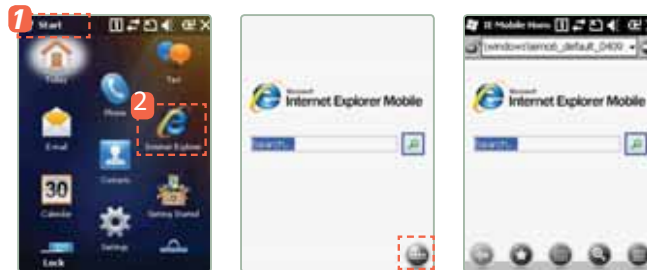 1
Start
Today
Text
Phone
2
E-mail
Internet Explorer
Contacts
30
Calendar
Getting Started
Settings
Lock
Microsoft
Internet Explorer Mobile
Search...
IE Mobile Home
Microsoft
Internet Explorer Mobile
Search...